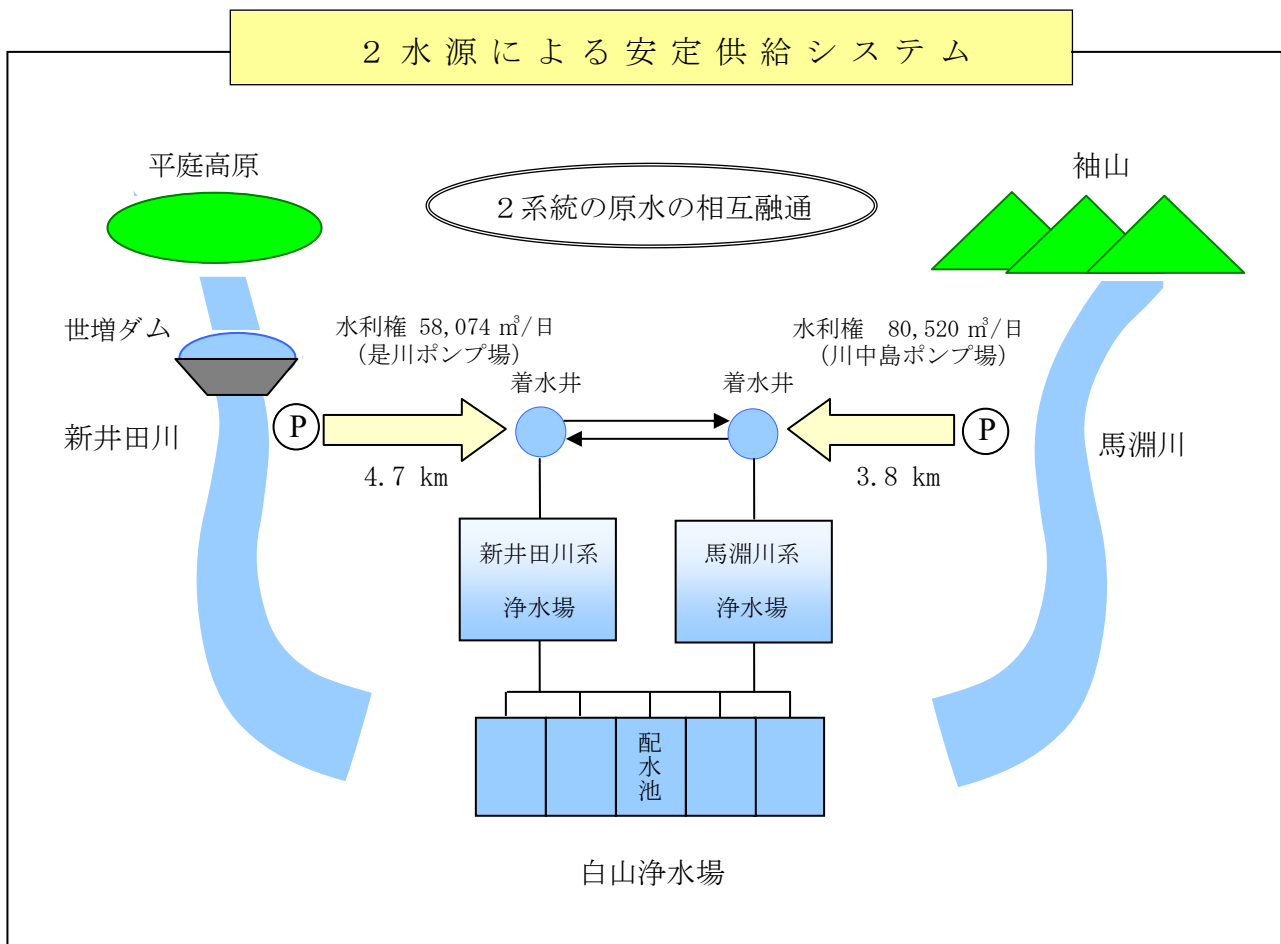 ２水源による安定供給システム
平庭高原
袖山
２系統の原水の相互融通
世増ダム
水利権 58,074 ㎥/日
（是川ポンプ場）
水利権　80,520 ㎥/日
（川中島ポンプ場）
着水井
着水井
新井田川
P
P
馬淵川
4.7 km
3.8 km
新井田川系
浄水場
馬淵川系
浄水場
配水池
白山浄水場